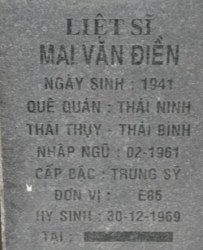 LIỆT SĨ
MAI VĂN ĐIỀN
NGÀY SINH : 1941
QUÊ QUÁN : THÁI NINH
THÁI THỤY - THÁI BÌNH
NHẬP NGŨ : 02-1961
CẤP BẬC : TRUNG SỸ
ĐƠN VỊ : E85
HY SINH : 30-12-1969
TẠI :